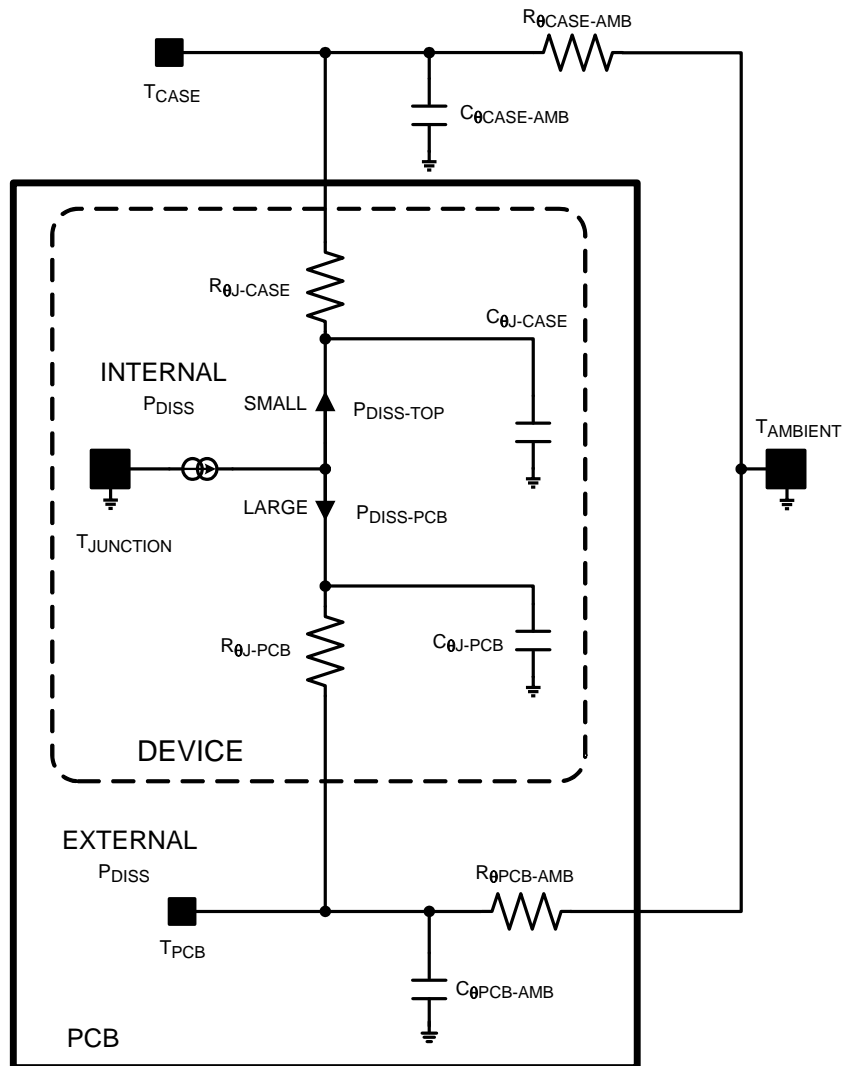 RθCASE-AMB
TCASE
CθCASE-AMB
RθJ-CASE
CθJ-CASE
INTERNAL
PDISS
SMALL
PDISS-TOP
TAMBIENT
LARGE
PDISS-PCB
TJUNCTION
RθJ-PCB
CθJ-PCB
DEVICE
EXTERNAL
PDISS
RθPCB-AMB
TPCB
CθPCB-AMB
PCB